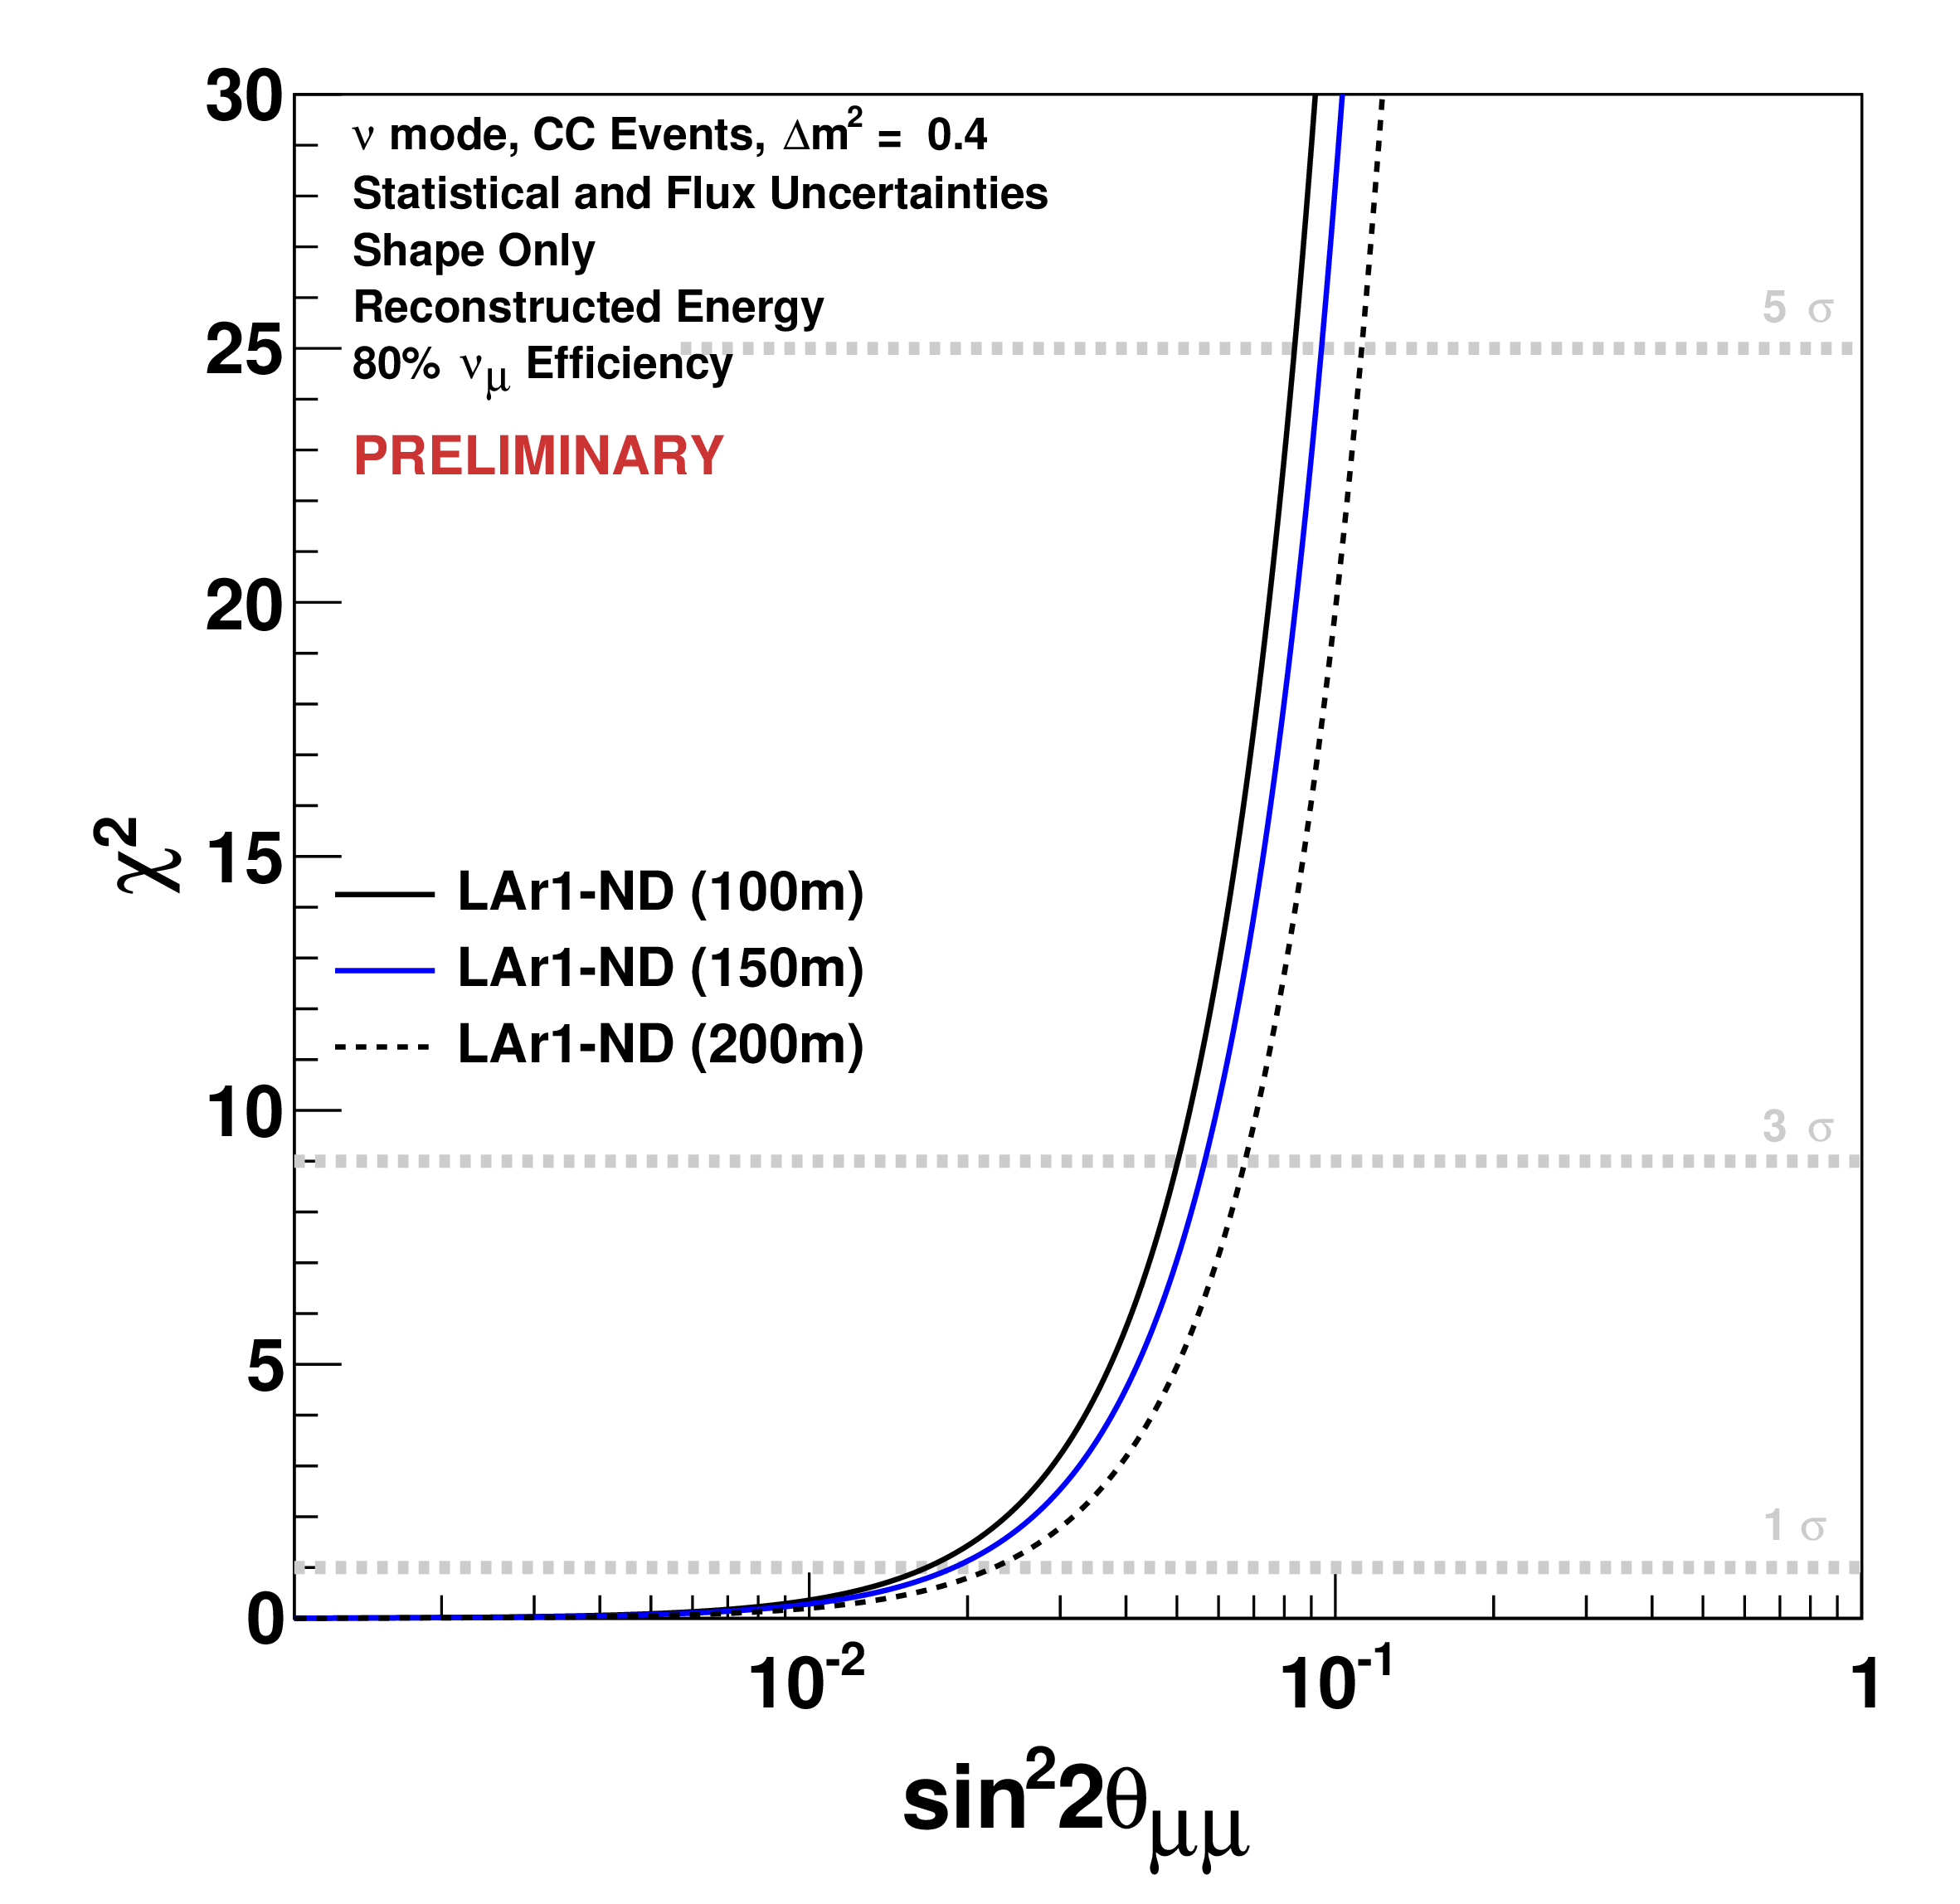 30
ν mode, CC Events, Δm² = 0.4
Statistical and Flux Uncertainties
Shape Only
Reconstructed Energy
80% νμ Efficiency
PRELIMINARY
5 σ
25
20
χ²
15
LAr1-ND (100m)
LAr1-ND (150m)
LAr1-ND (200m)
10
3 σ
5
1 σ
0
10⁻² 10⁻¹ 1
sin²2θμμ